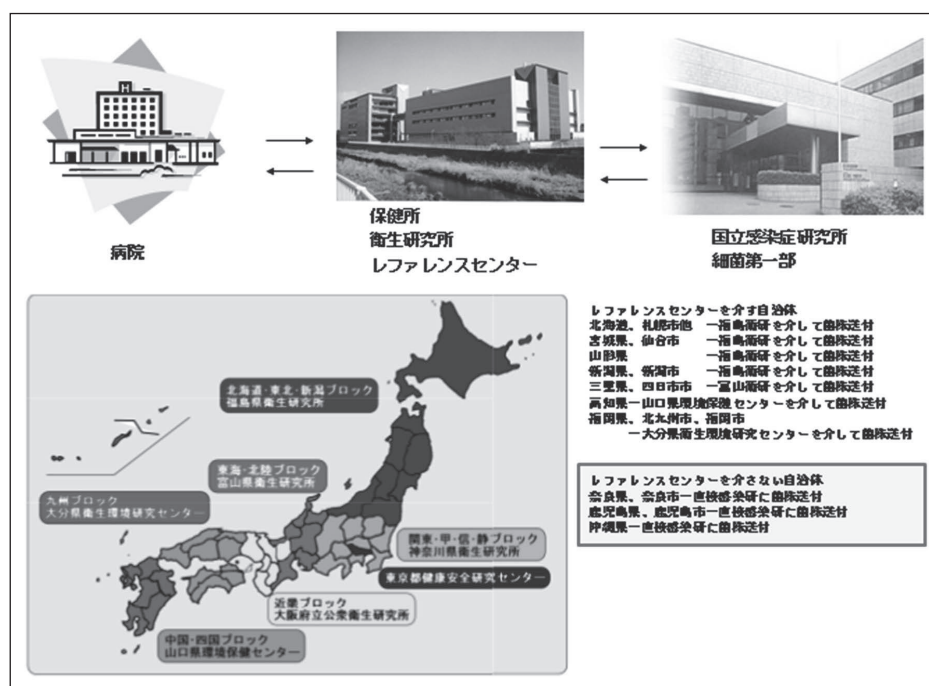 H
病院
保健所
衛生研究所
レファレンスセンター
国立感染症研究所
細菌第一部
北海道・東北・新潟ブロック
福島県衛生研究所
東海・北陸ブロック
富山県衛生研究所
九州ブロック
大分県衛生環境研究センター
関東・甲・信・静ブロック
神奈川県衛生研究所
東京都健康安全研究センター
近畿ブロック
大阪府立公衆衛生研究所
中国・四国ブロック
山口県環境保健センター
レファレンスセンターを介す自治体
北海道、札幌市他 ー福島衛研を介して菌株送付
宮城県、仙台市 ー福島衛研を介して菌株送付
山形県 ー福島衛研を介して菌株送付
新潟県、新潟市 ー福島衛研を介して菌株送付
三重県、四日市市 ー富山衛研を介して菌株送付
高知県ー山口県環境保健センターを介して菌株送付
福岡県、北九州市、福岡市
ー大分県衛生環境研究センターを介して菌株送付
レファレンスセンターを介さない自治体
奈良県、奈良市ー直接感染研に菌株送付
鹿児島県、鹿児島市ー直接感染研に菌株送付
沖縄県ー直接感染研に菌株送付